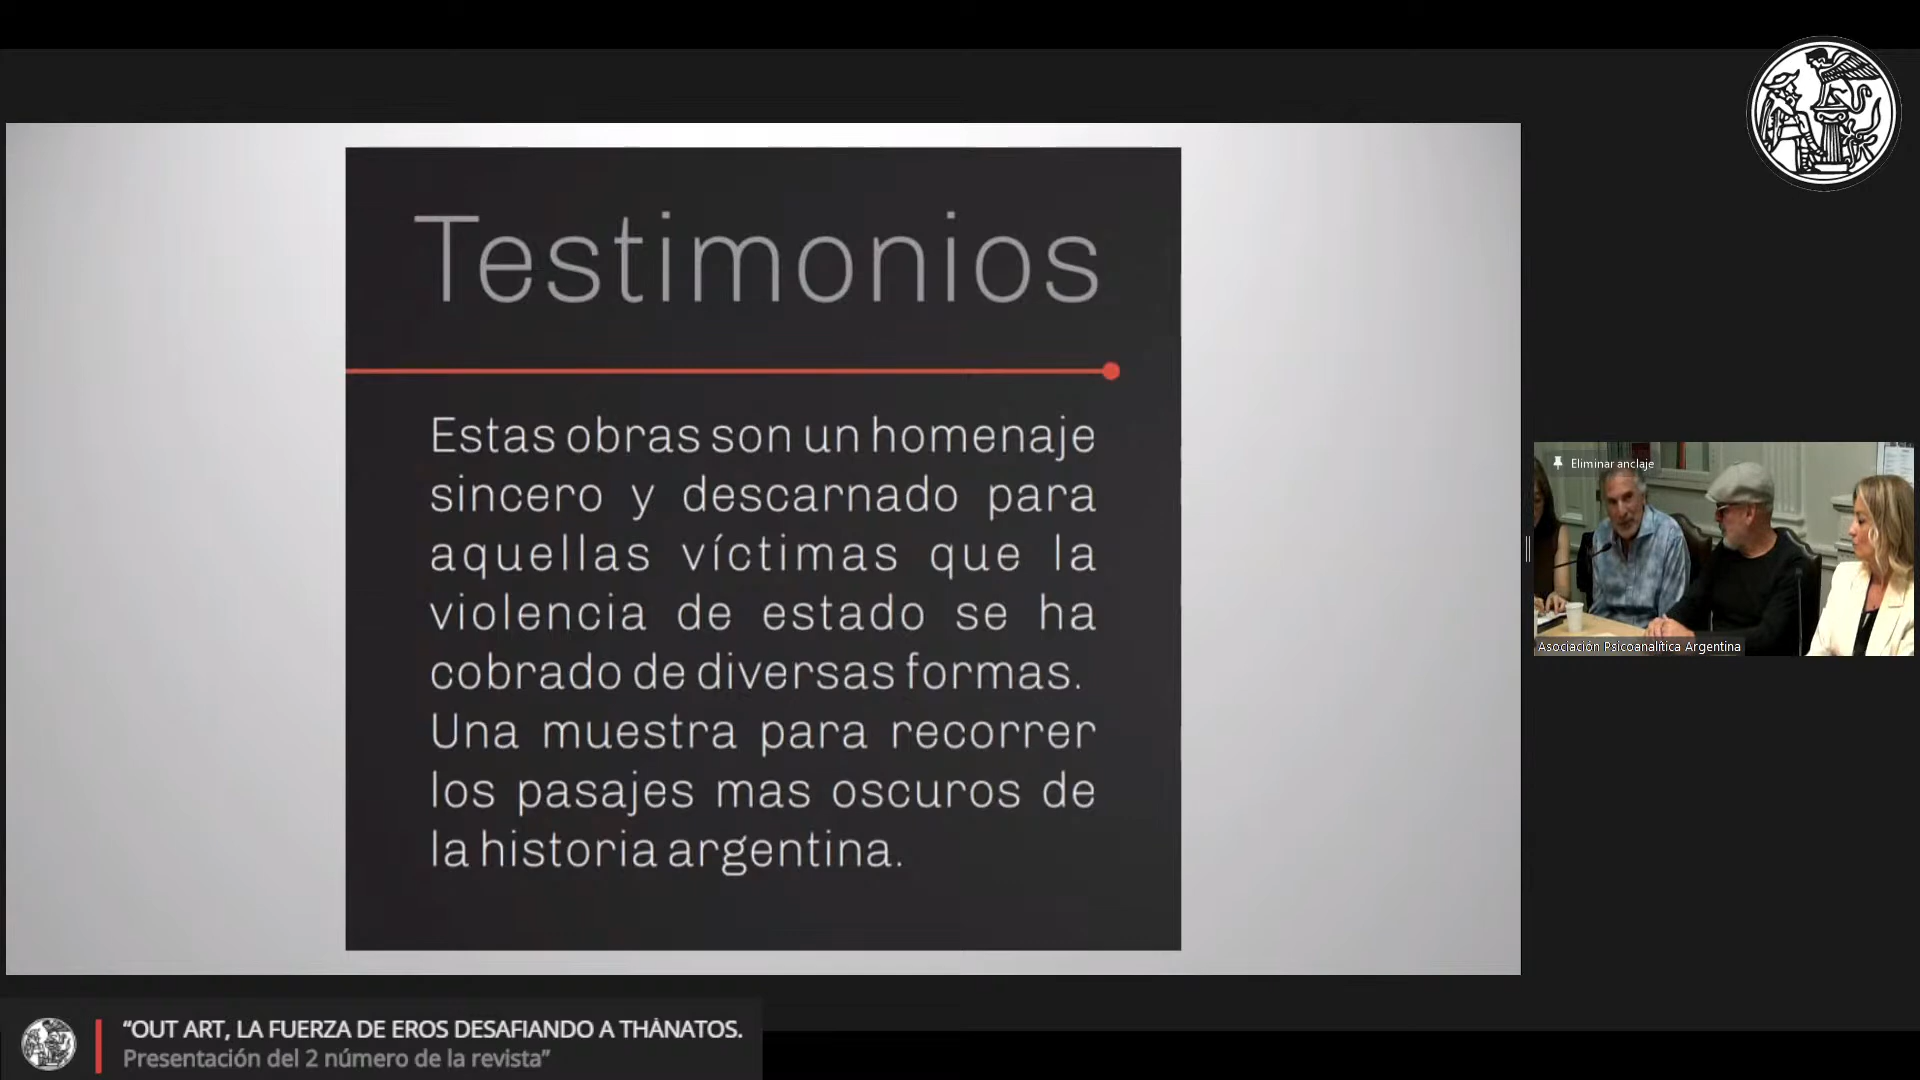 Testimonios
Estas obras son un homenaje
sincero y descarnado para
aquellas víctimas que la
violencia de estado se ha
cobrado de diversas formas.
Una muestra para recorrer
los pasajes mas oscuros de
la historia argentina.
Eliminar anclaje
Asociación Psicoanalítica Argentina
“OUT ART, LA FUERZA DE EROS DESAFIANDO A THÁNATOS.
Presentación del 2 número de la revista”